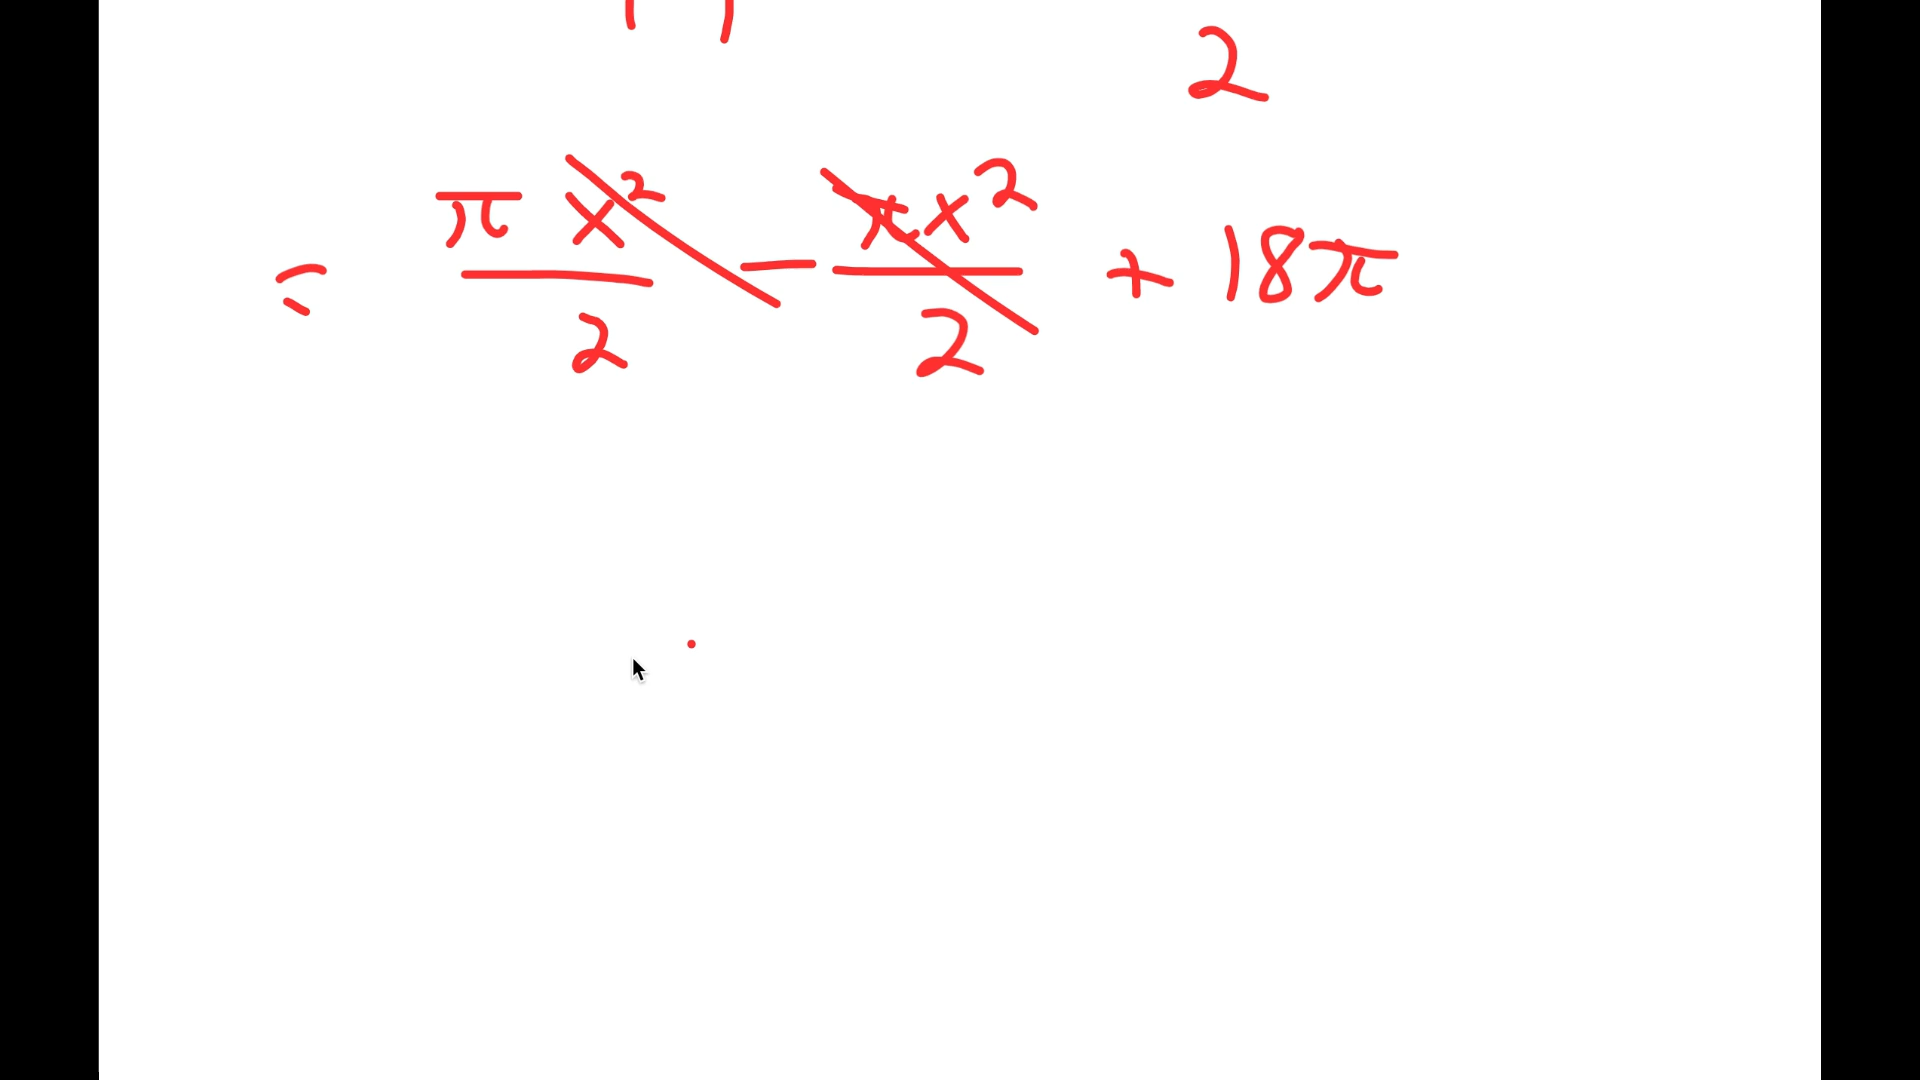 2
= πx²/2 - πx²/2 + 18π